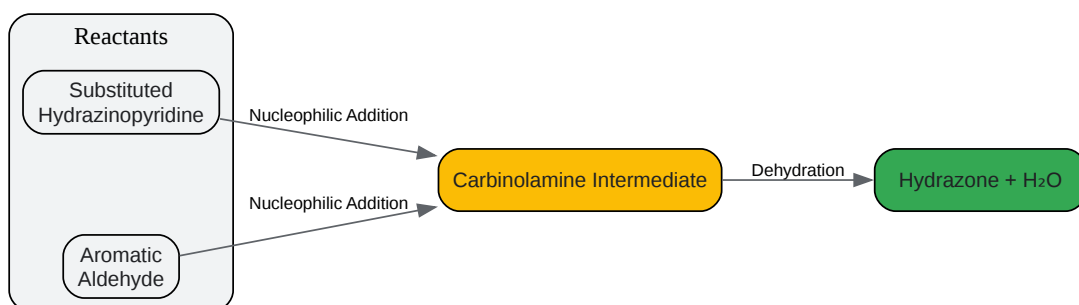 Reactants
Substituted
Hydrazinopyridine
Nucleophilic Addition
Carbinolamine Intermediate
Dehydration
Hydrazone + H₂O
Nucleophilic Addition
Aromatic
Aldehyde